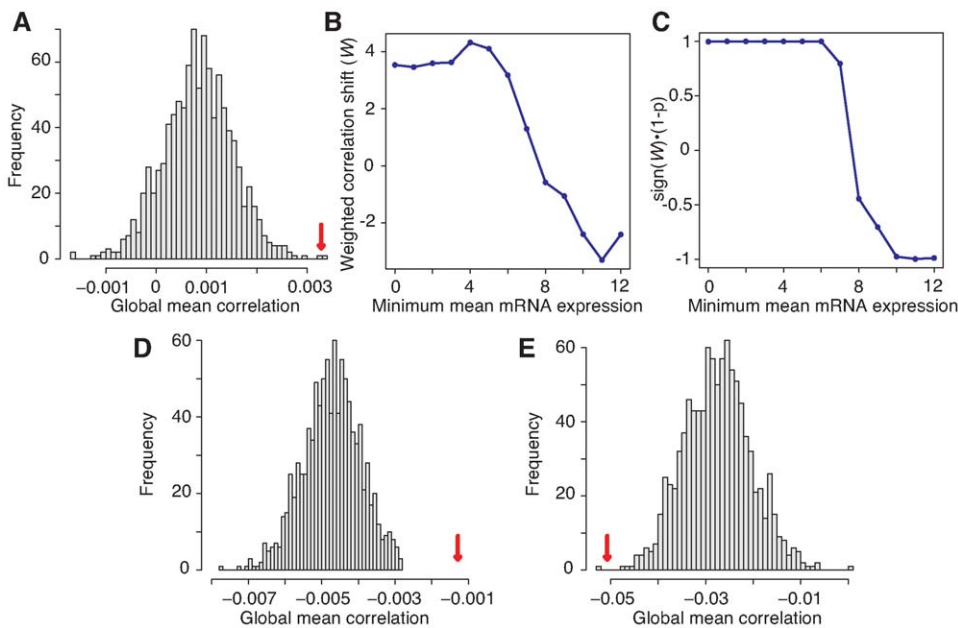 A
Frequency
60
40
20
0
−0.001 0 0.001 0.003
Global mean correlation
B
Weighted correlation shift (W)
4
2
0
-2
0 4 8 12
Minimum mean mRNA expression
C
sign(W)•(1-p)
1
0.5
0
-0.5
-1
0 4 8 12
Minimum mean mRNA expression
D
Frequency
60
40
20
0
−0.007 −0.005 −0.003 −0.001
Global mean correlation
E
Frequency
60
40
20
0
−0.05 −0.03 −0.01
Global mean correlation